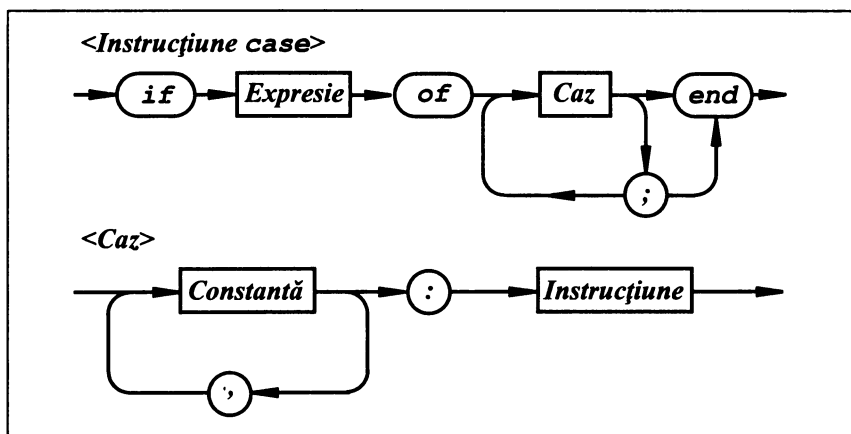 <Instrucţiune case>
if Expresie of Caz end
;
<Caz>
Constantă : Instrucţiune
,